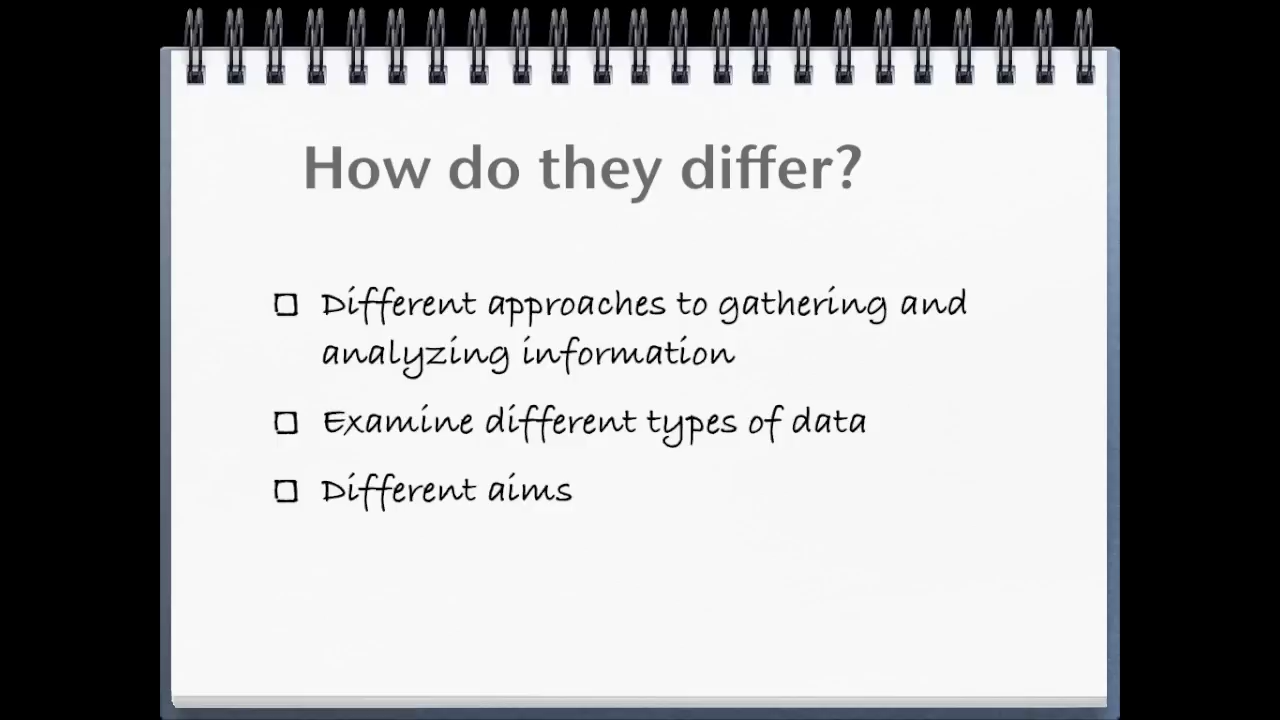 How do they differ?
Different approaches to gathering and
analyzing information
Examine different types of data
Different aims